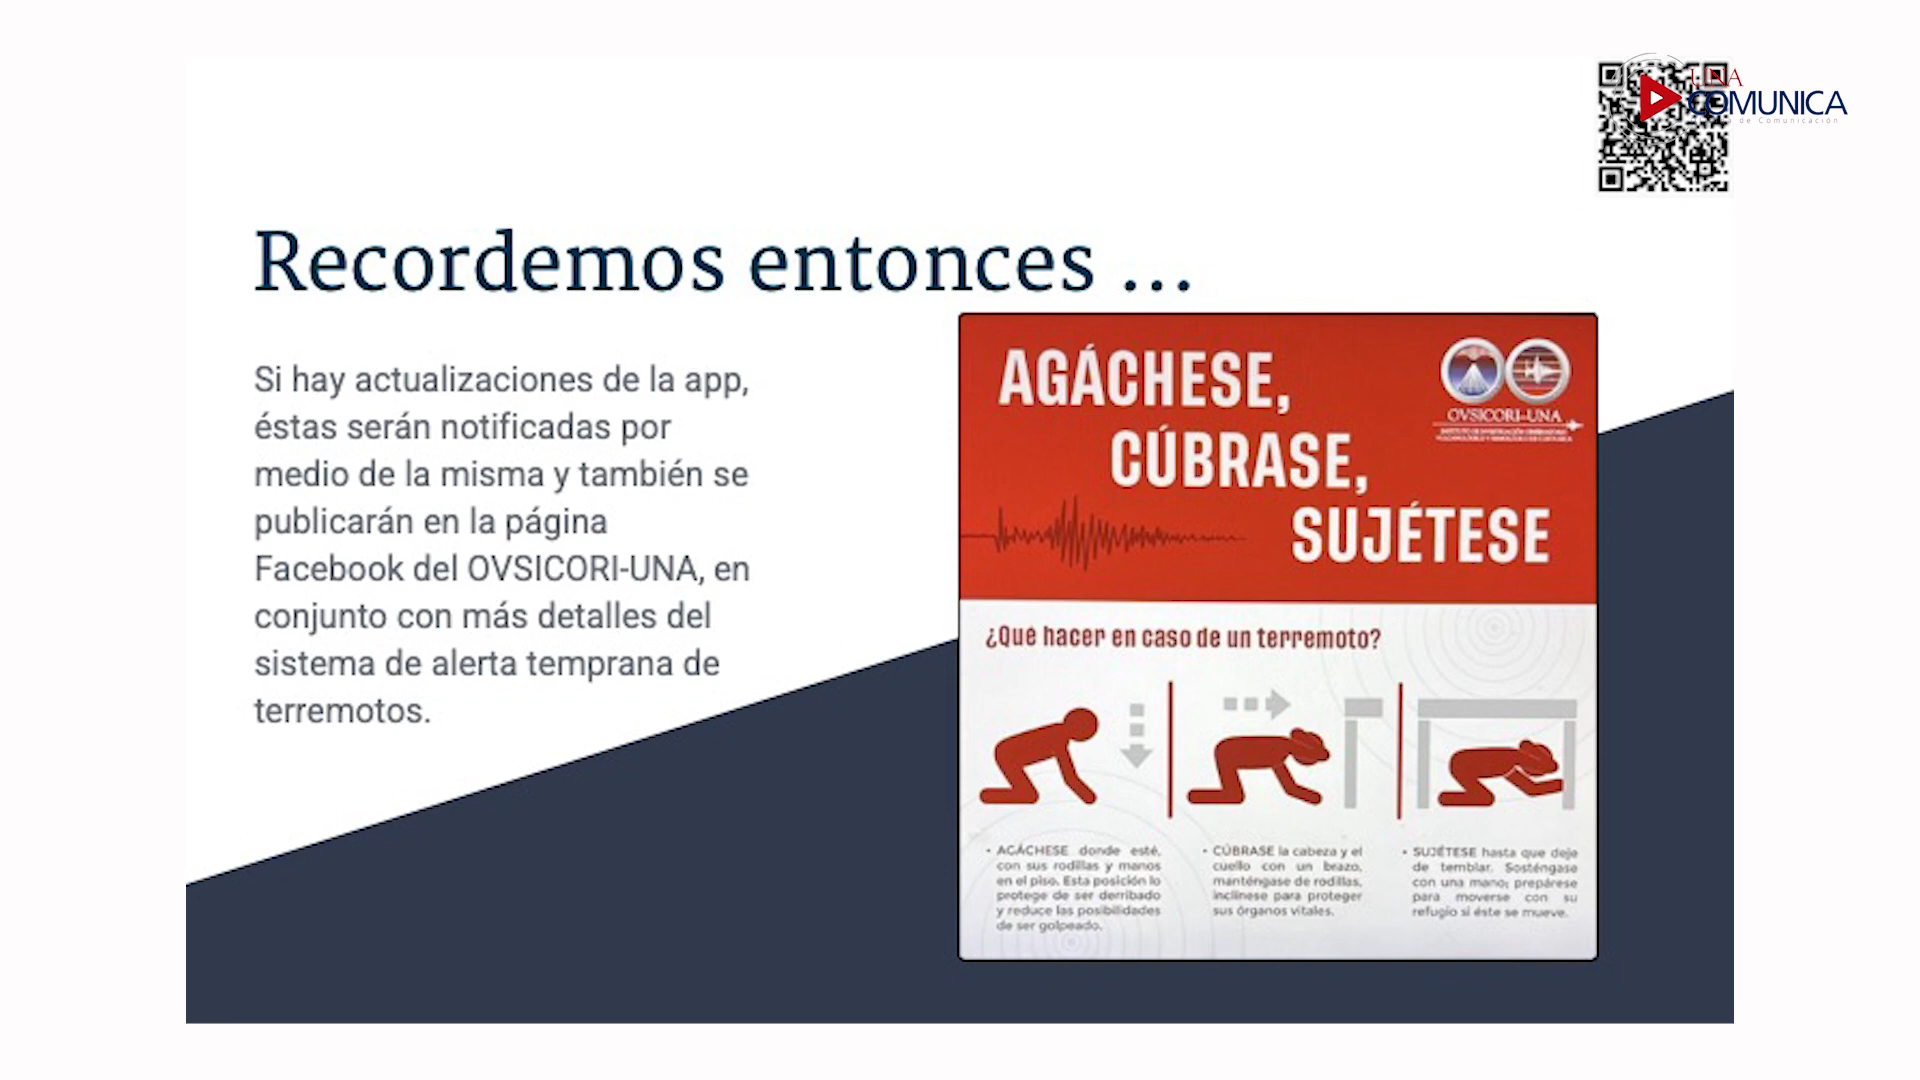 UNA
COMUNICA
de Comunicación
Recordemos entonces ...
Si hay actualizaciones de la app,
éstas serán notificadas por
medio de la misma y también se
publicarán en la página
Facebook del OVSICORI-UNA, en
conjunto con más detalles del
sistema de alerta temprana de
terremotos.
AGÁCHESE,
CÚBRASE,
SUJÉTESE
OVSICORI-UNA
¿Qué hacer en caso de un terremoto?
• AGÁCHESE donde esté,
con sus rodillas y manos
en el piso. Esta posición lo
protege de ser derribado
y reduce las posibilidades
de ser golpeado.
• CÚBRASE la cabeza y el
cuello con un brazo,
manténgase de rodillas,
inclínese para proteger
sus órganos vitales.
• SUJÉTESE hasta que deje
de temblar. Sosténgase
con una mano; prepárese
para moverse con su
refugio si éste se mueve.